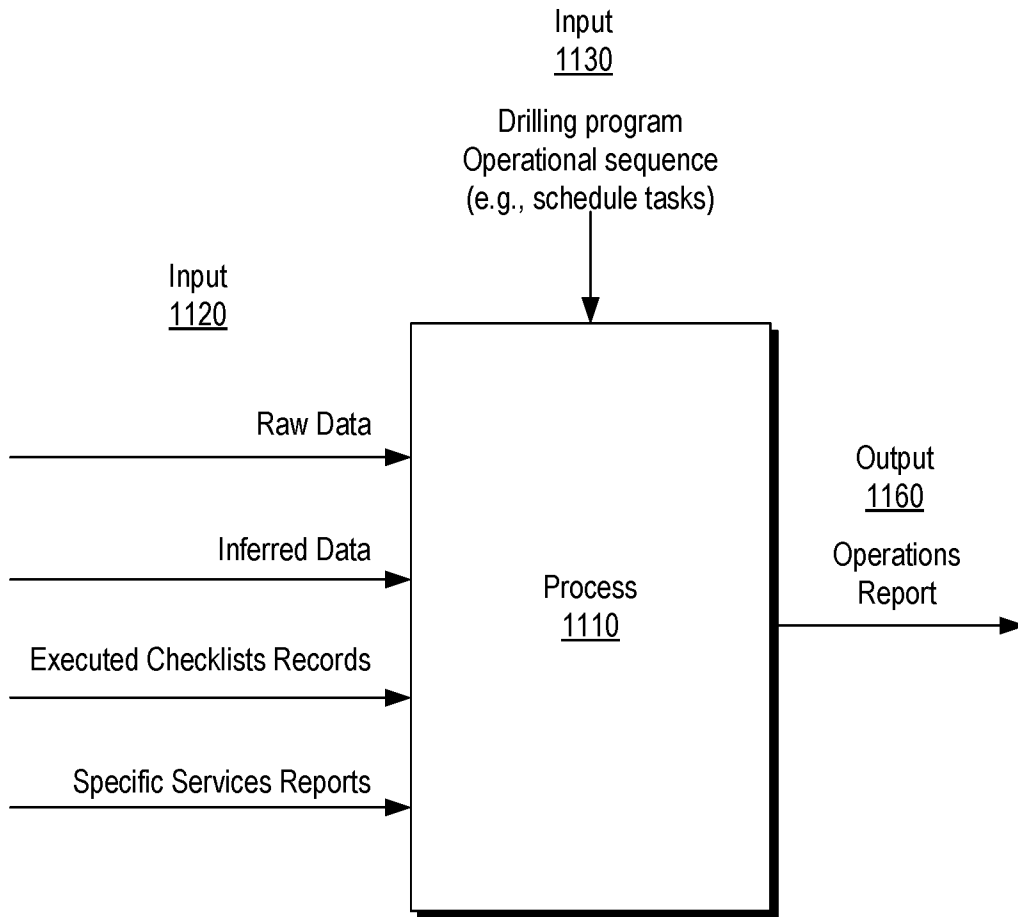 Input
1130
Drilling program
Operational sequence
(e.g., schedule tasks)
Input
1120
Raw Data
Inferred Data
Executed Checklists Records
Specific Services Reports
Process
1110
Output
1160
Operations
Report